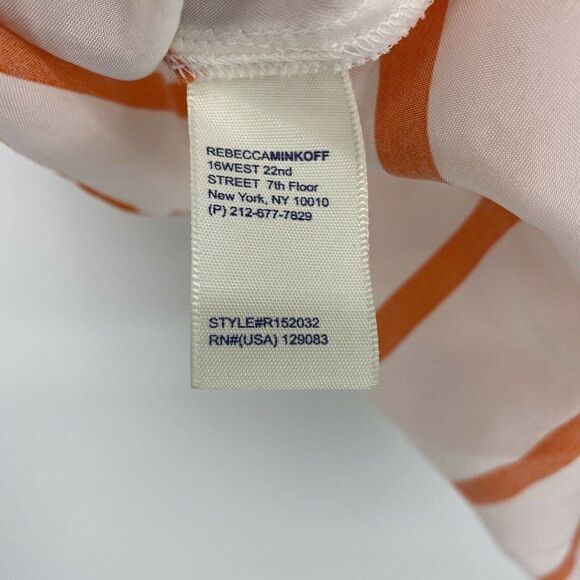 REBECCAMINKOFF
16WEST 22nd
STREET 7th Floor
New York, NY 10010
(P) 212-677-7829
STYLE#R152032
RN#(USA) 129083